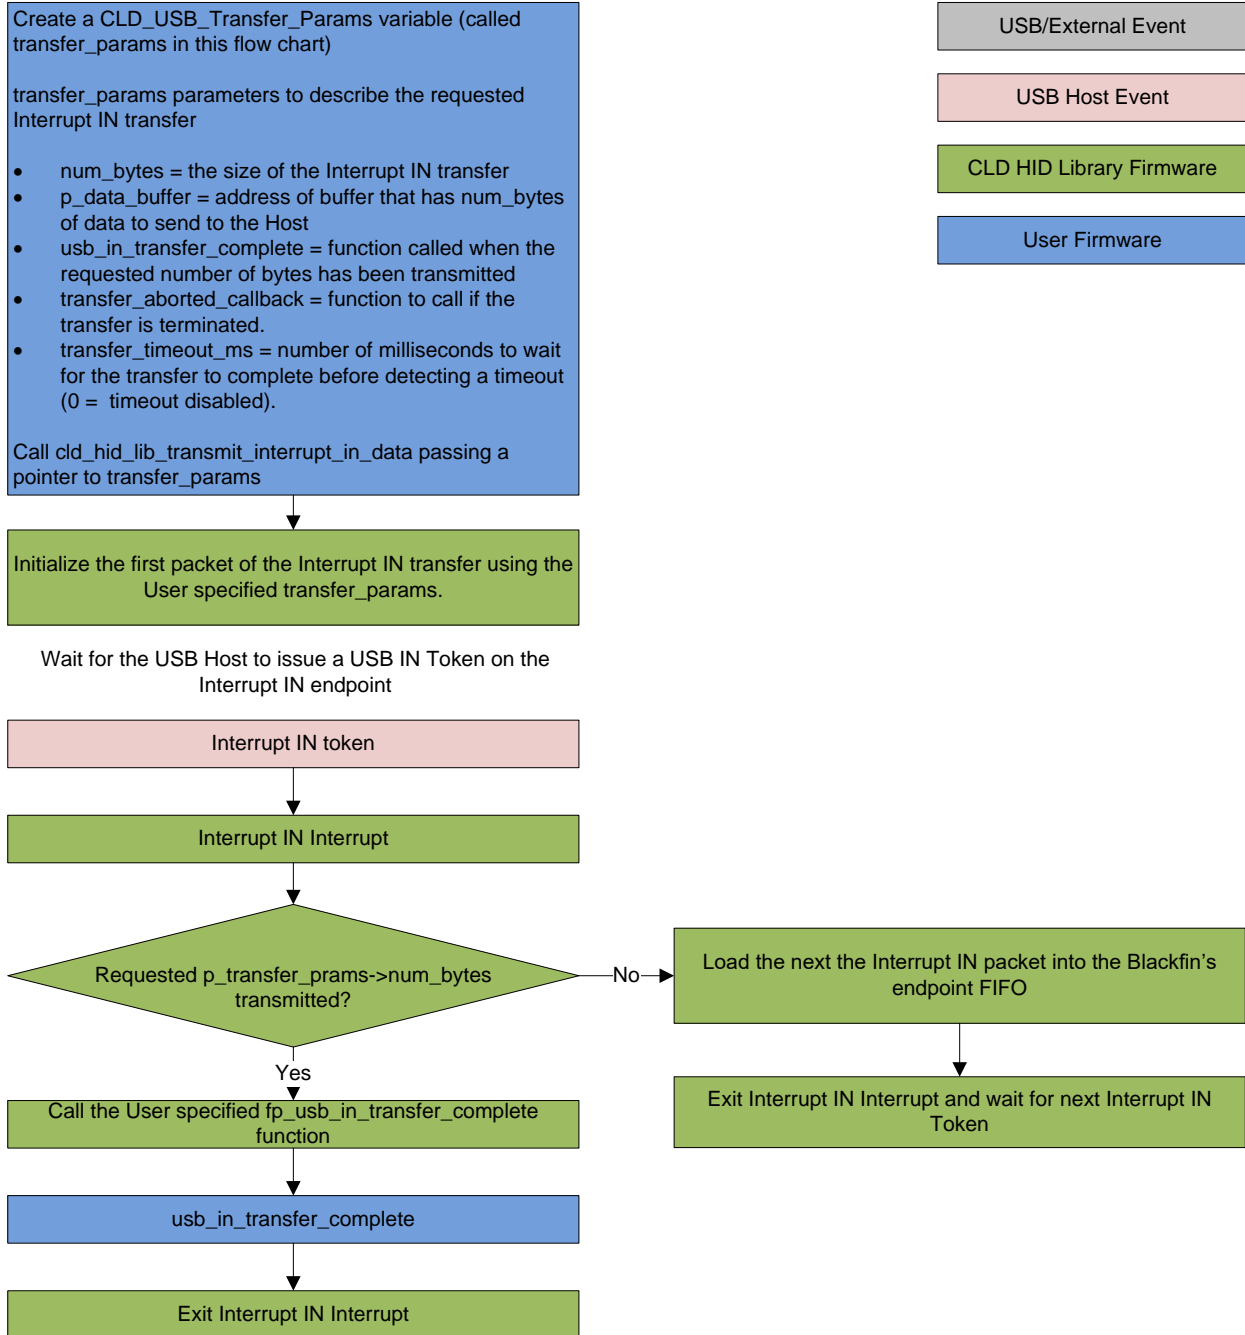 Create a CLD_USB_Transfer_Params variable (called
transfer_params in this flow chart)
transfer_params parameters to describe the requested
Interrupt IN transfer
• num_bytes = the size of the Interrupt IN transfer
• p_data_buffer = address of buffer that has num_bytes
of data to send to the Host
• usb_in_transfer_complete = function called when the
requested number of bytes has been transmitted
• transfer_aborted_callback = function to call if the
transfer is terminated.
• transfer_timeout_ms = number of milliseconds to wait
for the transfer to complete before detecting a timeout
(0 = timeout disabled).
Call cld_hid_lib_transmit_interrupt_in_data passing a
pointer to transfer_params
USB/External Event
USB Host Event
CLD HID Library Firmware
User Firmware
Initialize the first packet of the Interrupt IN transfer using the
User specified transfer_params.
Wait for the USB Host to issue a USB IN Token on the
Interrupt IN endpoint
Interrupt IN token
Interrupt IN Interrupt
Requested p_transfer_prams->num_bytes
transmitted?
No
Load the next the Interrupt IN packet into the Blackfin’s
endpoint FIFO
Exit Interrupt IN Interrupt and wait for next Interrupt IN
Token
Yes
Call the User specified fp_usb_in_transfer_complete
function
usb_in_transfer_complete
Exit Interrupt IN Interrupt